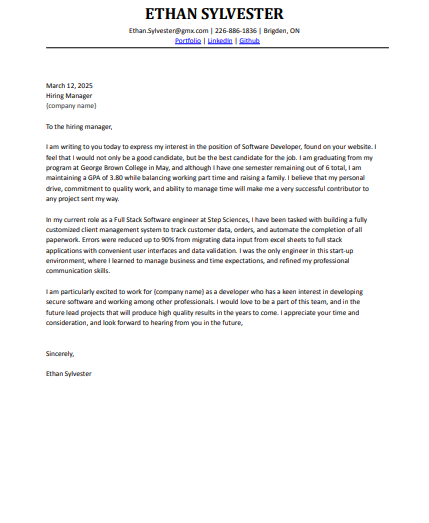 ETHAN SYLVESTER
Ethan.Sylvester@gmx.com | 226-886-1836 | Brigden, ON
Portfolio | LinkedIn | Github
March 12, 2025
Hiring Manager
{company name}
To the hiring manager,
I am writing to you today to express my interest in the position of Software Developer, found on your website. I
feel that I would not only be a good candidate, but be the best candidate for the job. I am graduating from my
program at George Brown College in May, and although I have one semester remaining out of 6 total, I am
maintaining a GPA of 3.80 while balancing working part time and raising a family. I believe that my personal
drive, commitment to quality work, and ability to manage time will make me a very successful contributor to
any project sent my way.
In my current role as a Full Stack Software engineer at Step Sciences, I have been tasked with building a fully
customized client management system to track customer data, orders, and automate the completion of all
paperwork. Errors were reduced up to 90% from migrating data input from excel sheets to full stack
applications with convenient user interfaces and data validation. I was the only engineer in this start-up
environment, where I learned to manage business and time expectations, and refined my professional
communication skills.
I am particularly excited to work for {company name} as a developer who has a keen interest in developing
secure software and working among other professionals. I would love to be a part of this team, and in the
future lead projects that will produce high quality results in the years to come. I appreciate your time and
consideration, and look forward to hearing from you in the future,
Sincerely,
Ethan Sylvester